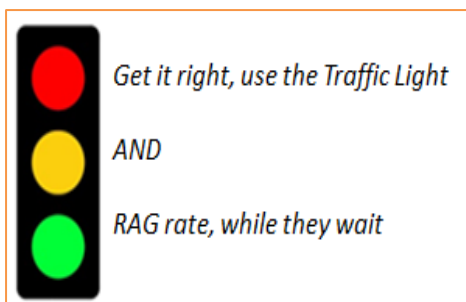 Get it right, use the Traffic Light
AND
RAG rate, while they wait